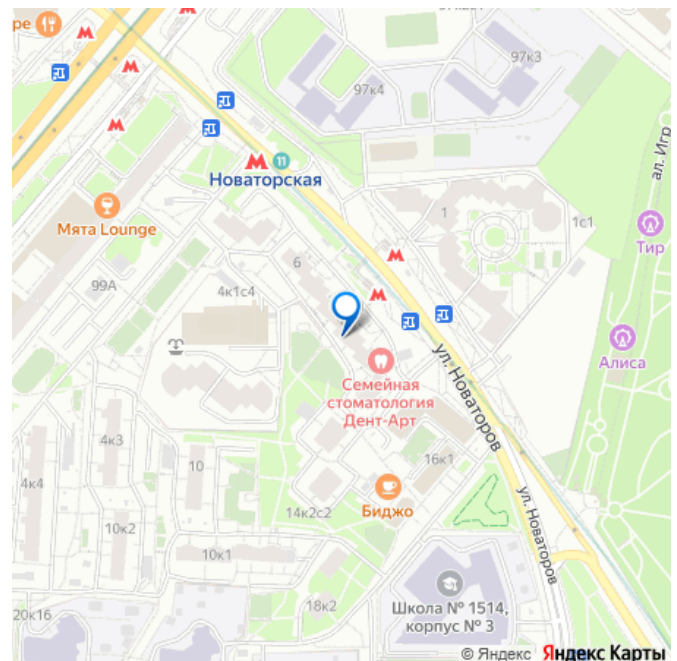 ре
97к3
97к4
ал. Игр
11
Новаторская
Мята Lounge
1
1с1
Тир
6
99А
4к1с4
Алиса
ул. Новаторов
Семейная
стоматология
Дент-Арт
4к3
10
16к1
4к4
Биджо
ул. Новаторов
14к2с2
10к2
10к1
Школа № 1514,
корпус № 3
18к2
20к16
© Яндекс Яндекс Карты